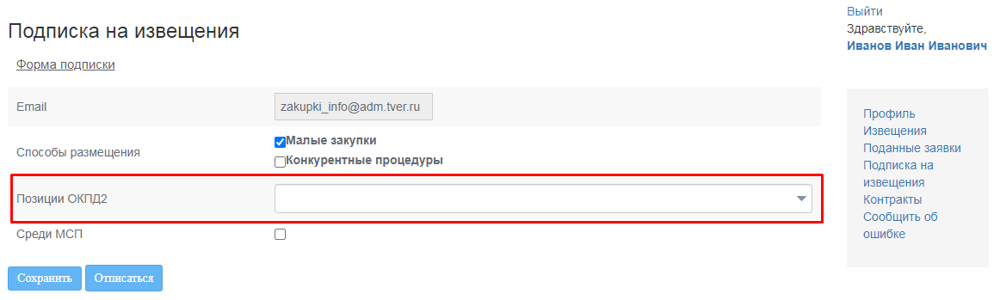 Выйти
Здравствуйте,
Иванов Иван Иванович
Подписка на извещения
Форма подписки
Email
zakupki_info@adm.tver.ru
Способы размещения
Малые закупки
Конкурентные процедуры
Позиции ОКПД2
Среди МСП
Сохранить
Отписаться
Профиль
Извещения
Поданные заявки
Подписка на
извещения
Контракты
Сообщить об
ошибке